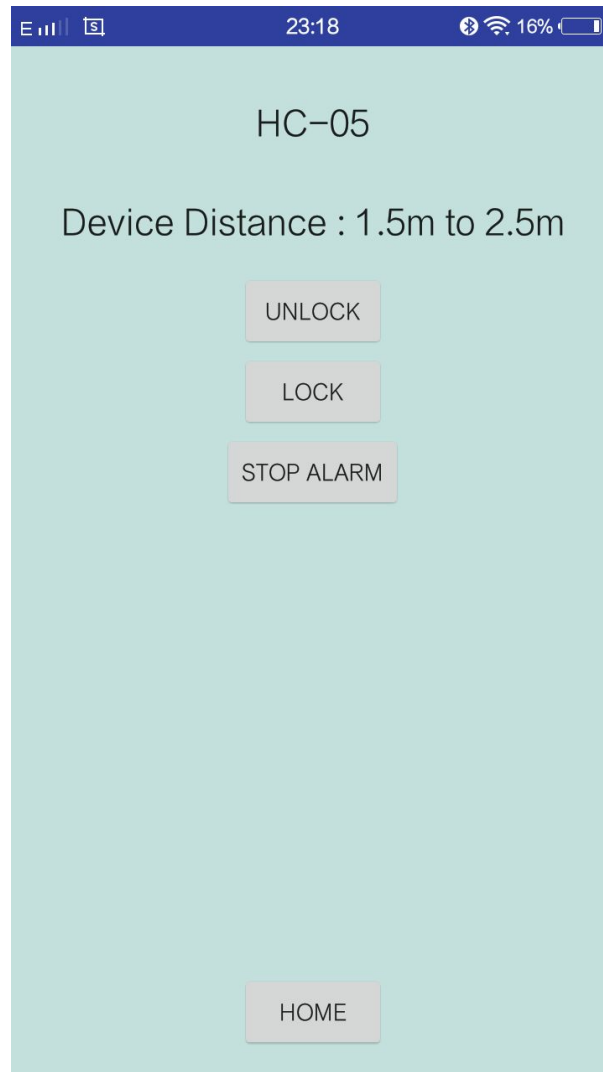 E 23:18 16%
HC-05
Device Distance : 1.5m to 2.5m
UNLOCK
LOCK
STOP ALARM
HOME